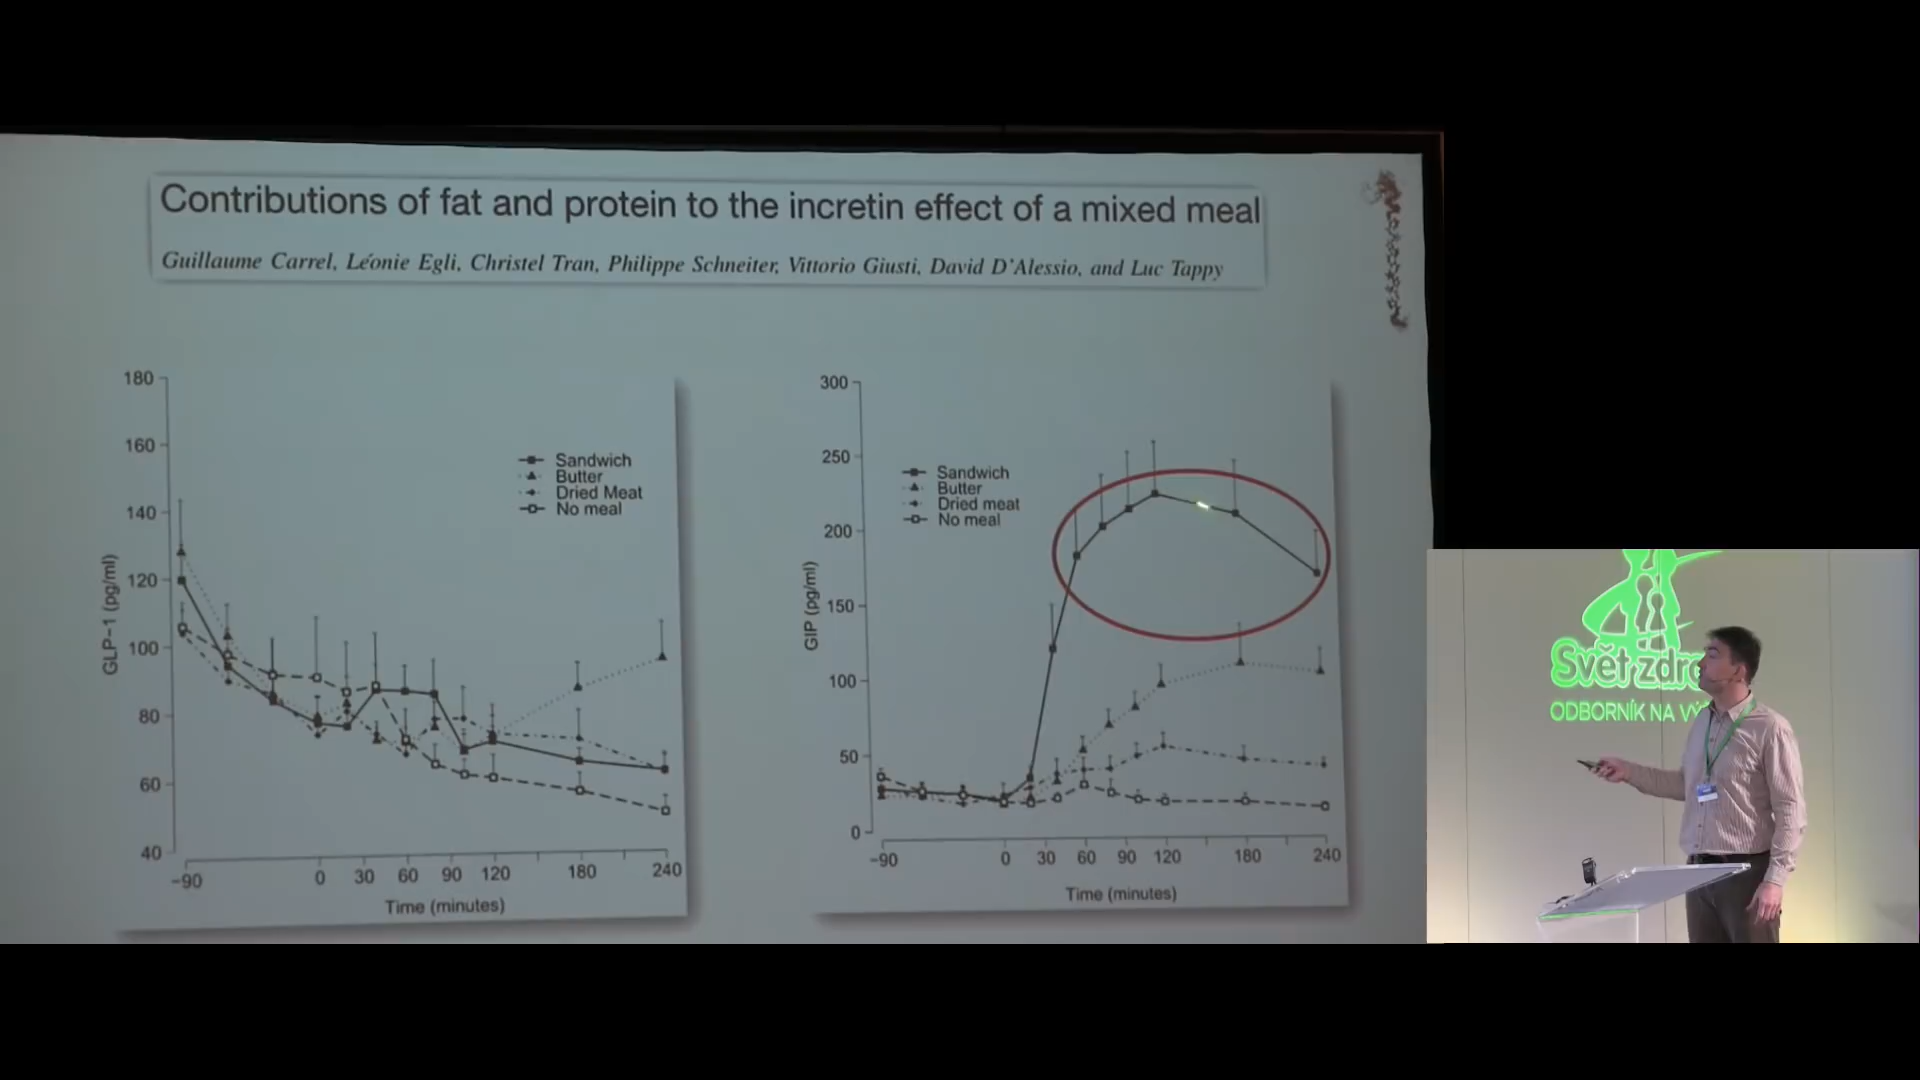 Contributions of fat and protein to the incretin effect of a mixed meal
Guillaume Carrel, Léonie Egli, Christel Tran, Philippe Schneiter, Vittorio Giusti, David D'Alessio, and Luc Tappy
180
160
140
120
100
80
60
40
GLP-1 (pg/ml)
Sandwich
Butter
Dried Meat
No meal
-90 0 30 60 90 120 180 240
Time (minutes)
300
250
200
150
100
50
0
GIP (pg/ml)
Sandwich
Butter
Dried meat
No meal
-90 0 30 60 90 120 180 240
Time (minutes)
Svět zdr
ODBORNÍK NA VÝ